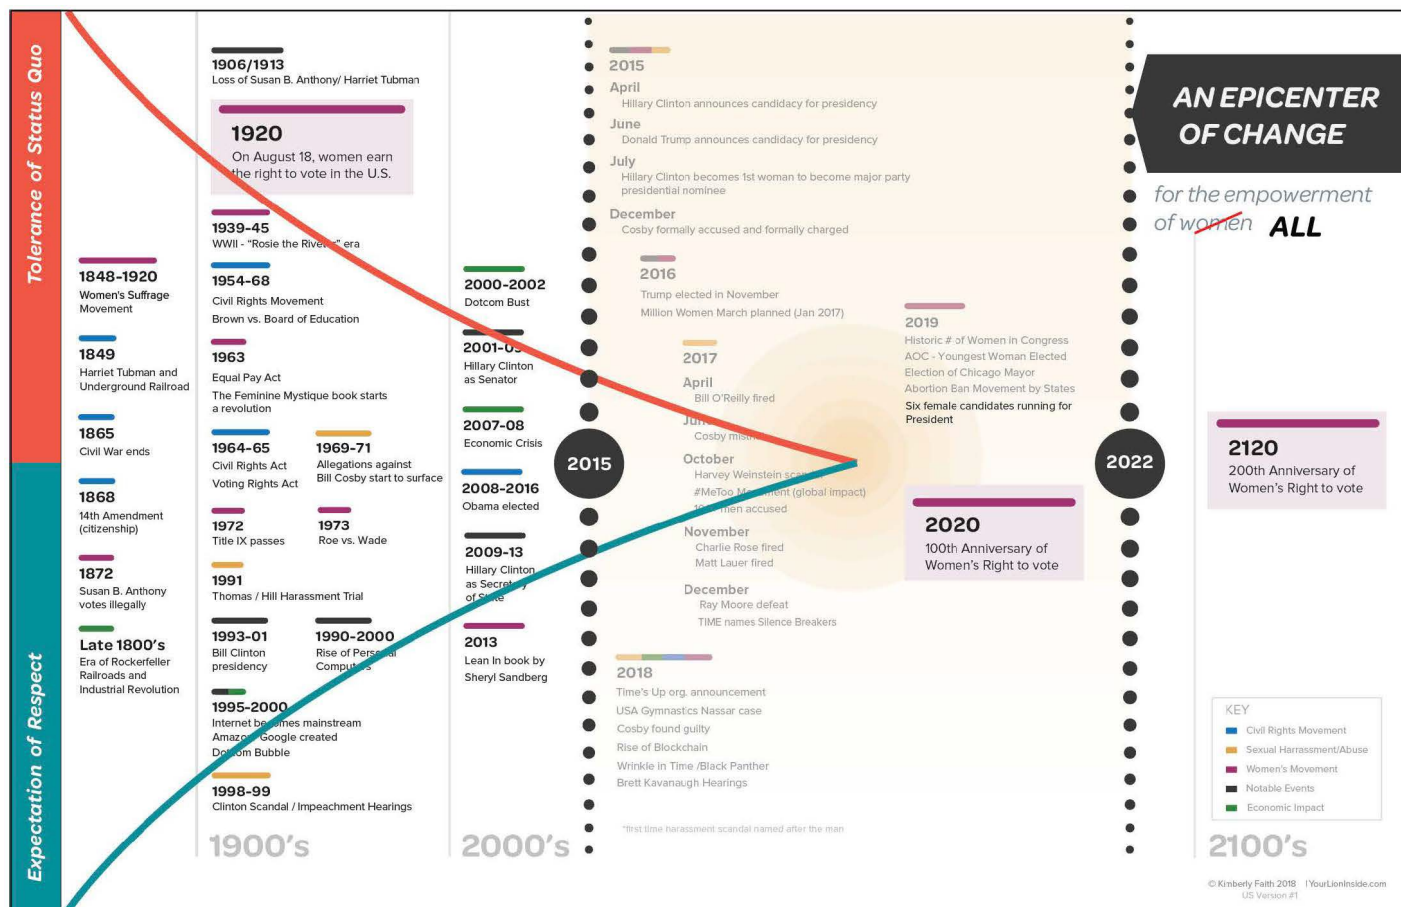 Tolerance of Status Quo
Expectation of Respect
1848-1920
Women's Suffrage
Movement
1849
Harriet Tubman and
Underground Railroad
1865
Civil War ends
1868
14th Amendment
(citizenship)
1872
Susan B. Anthony
votes illegally
Late 1800's
Era of Rockerfeller
Railroads and
Industrial Revolution
1906/1913
Loss of Susan B. Anthony/ Harriet Tubman
1920
On August 18, women earn
the right to vote in the U.S.
1939-45
WWII - "Rosie the Riveter" era
1954-68
Civil Rights Movement
Brown vs. Board of Education
1963
Equal Pay Act
The Feminine Mystique book starts
a revolution
1964-65
Civil Rights Act
Voting Rights Act
1969-71
Allegations against
Bill Cosby start to surface
1972
Title IX passes
1973
Roe vs. Wade
1991
Thomas / Hill Harassment Trial
1993-01
Bill Clinton
presidency
1990-2000
Rise of Personal
Computers
1995-2000
Internet becomes mainstream
Amazon Google created
Dotcom Bubble
1998-99
Clinton Scandal / Impeachment Hearings
1900's
2000-2002
Dotcom Bust
2001-09
Hillary Clinton
as Senator
2007-08
Economic Crisis
2008-2016
Obama elected
2009-13
Hillary Clinton
as Secretary
of State
2013
Lean In book by
Sheryl Sandberg
2000's
2015
2015
April
Hillary Clinton announces candidacy for presidency
June
Donald Trump announces candidacy for presidency
July
Hillary Clinton becomes 1st woman to become major party
presidential nominee
December
Cosby formally accused and formally charged
2016
Trump elected in November
Million Women March planned (Jan 2017)
2017
April
Bill O'Reilly fired
June
Cosby
October
Harvey Weinstein scandal
#MeToo Movement (global impact)
men accused
November
Charlie Rose fired
Matt Lauer fired
December
Ray Moore defeat
TIME names Silence Breakers
2018
Time's Up org. announcement
USA Gymnastics Nassar case
Cosby found guilty
Rise of Blockchain
Wrinkle in Time /Black Panther
Brett Kavanaugh Hearings
*first time harassment scandal named after the man
2019
Historic # of Women in Congress
AOC - Youngest Woman Elected
Election of Chicago Mayor
Abortion Ban Movement by States
Six female candidates running for
President
2020
100th Anniversary of
Women's Right to vote
2022
AN EPICENTER
OF CHANGE
for the empowerment
of women ALL
2120
200th Anniversary of
Women's Right to vote
KEY
Civil Rights Movement
Sexual Harrassment/Abuse
Women's Movement
Notable Events
Economic Impact
2100's
© Kimberly Faith 2018 | YourLionInside.com
US Version #1